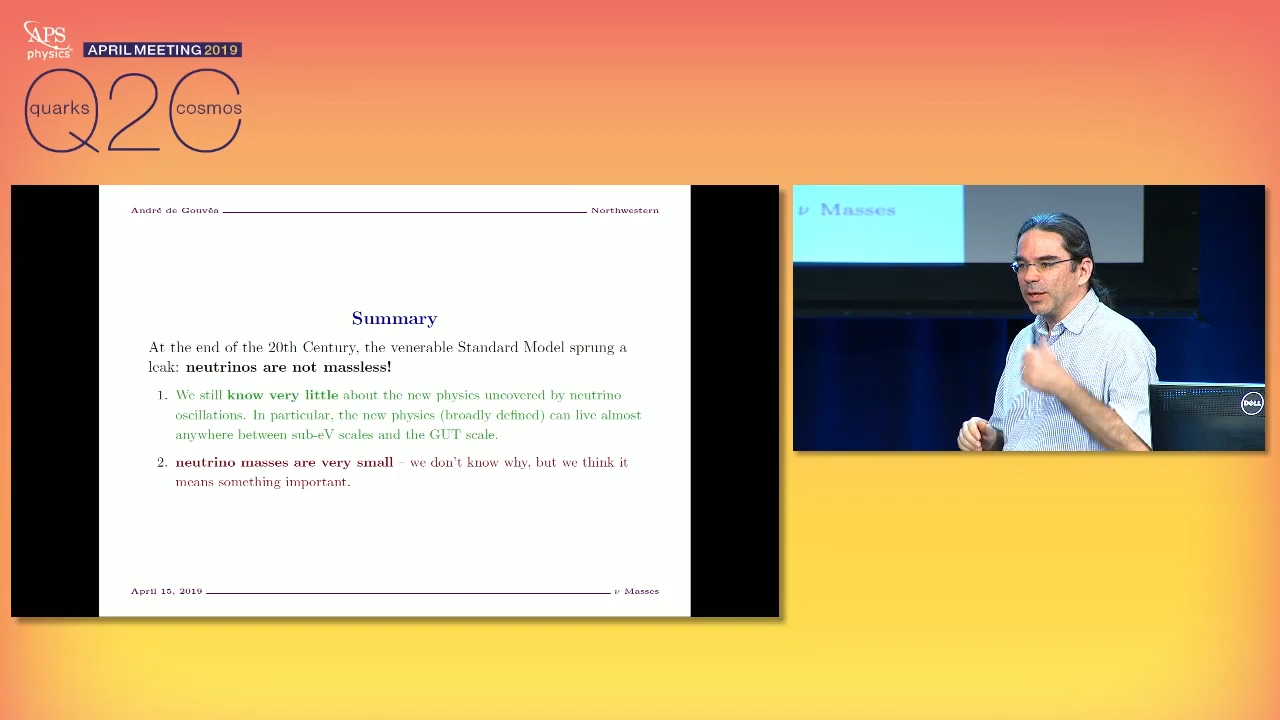 APS
physics
APRIL MEETING 2019
Q2C
quarks
cosmos
André de Gouvêa
Northwestern
Summary
At the end of the 20th Century, the venerable Standard Model sprung a
leak: neutrinos are not massless!
1. We still know very little about the new physics uncovered by neutrino
oscillations. In particular, the new physics (broadly defined) can live almost
anywhere between sub-eV scales and the GUT scale.
2. neutrino masses are very small – we don't know why, but we think it
means something important.
April 15, 2019
ν Masses
ν Masses
DELL